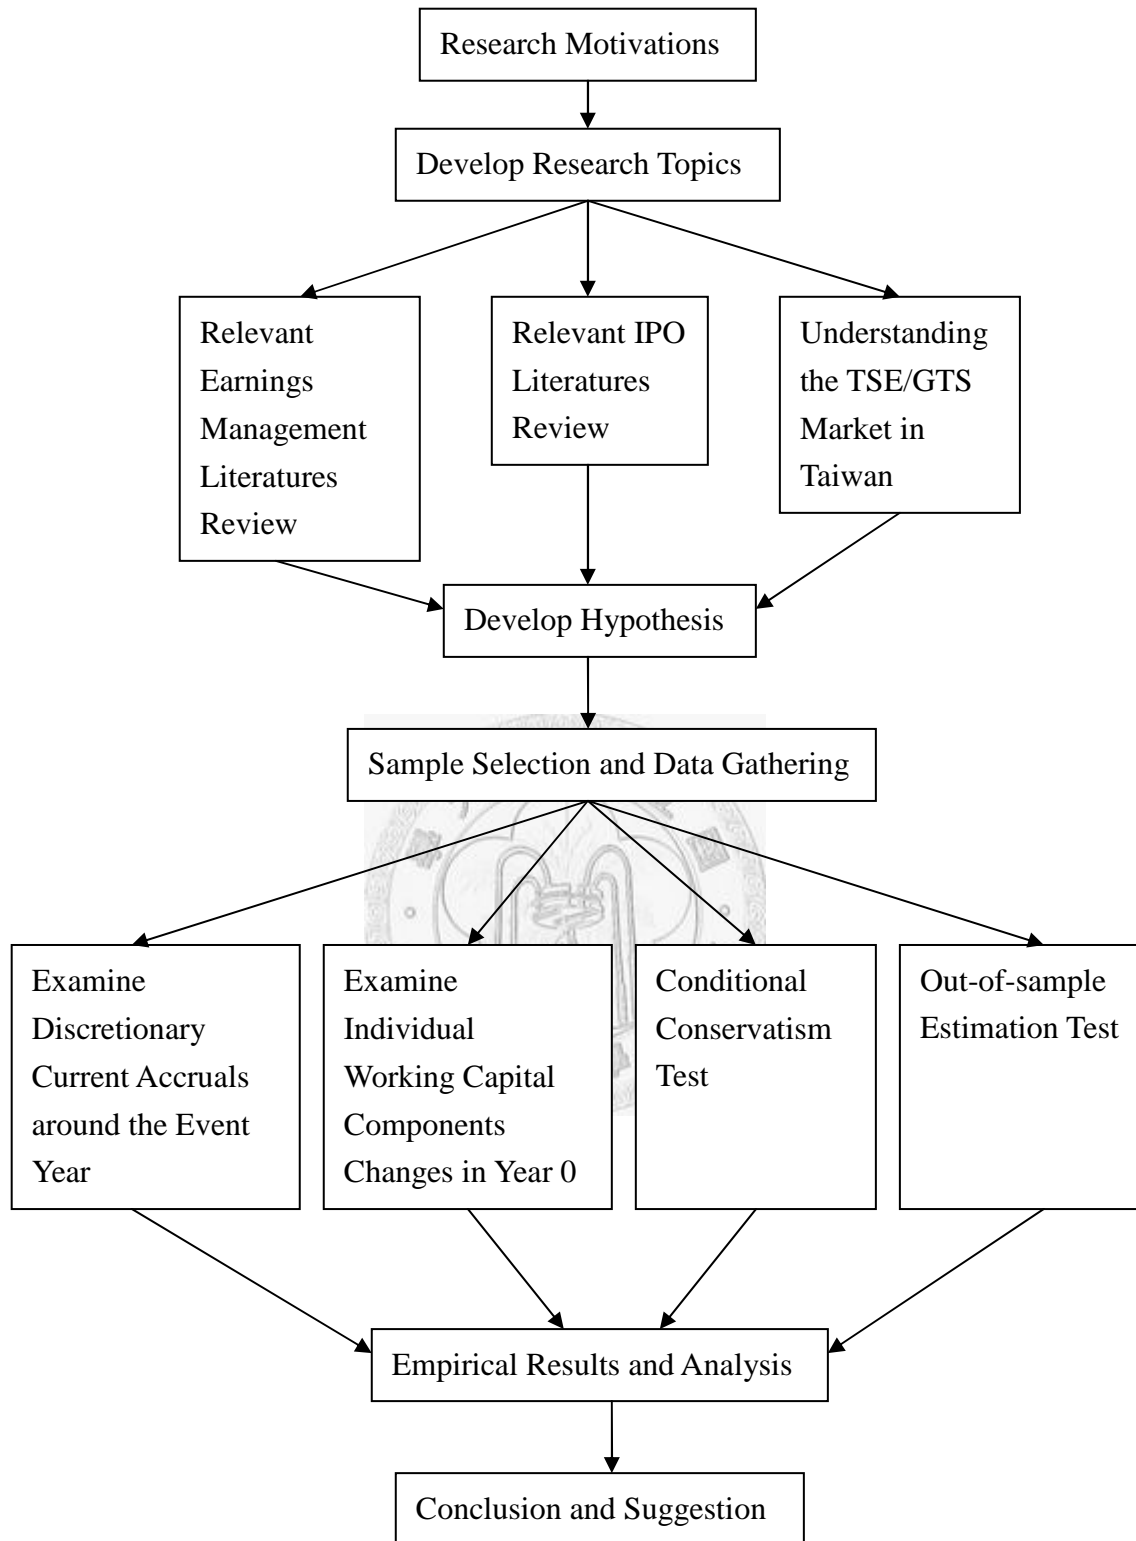 Research Motivations
Develop Research Topics
Relevant
Earnings
Management
Literatures
Review
Relevant IPO
Literatures
Review
Understanding
the TSE/GTS
Market in
Taiwan
Develop Hypothesis
Sample Selection and Data Gathering
Examine
Discretionary
Current Accruals
around the Event
Year
Examine
Individual
Working Capital
Components
Changes in Year 0
Conditional
Conservatism
Test
Out-of-sample
Estimation Test
Empirical Results and Analysis
Conclusion and Suggestion